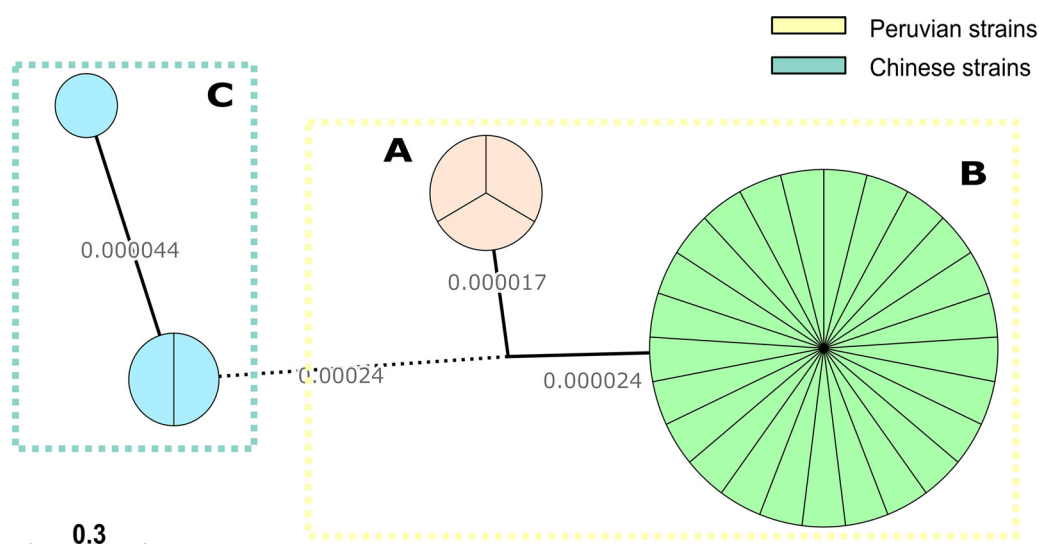 Peruvian strains
Chinese strains
C
A
B
0.000044
0.000017
0.00024
0.000024
0.3